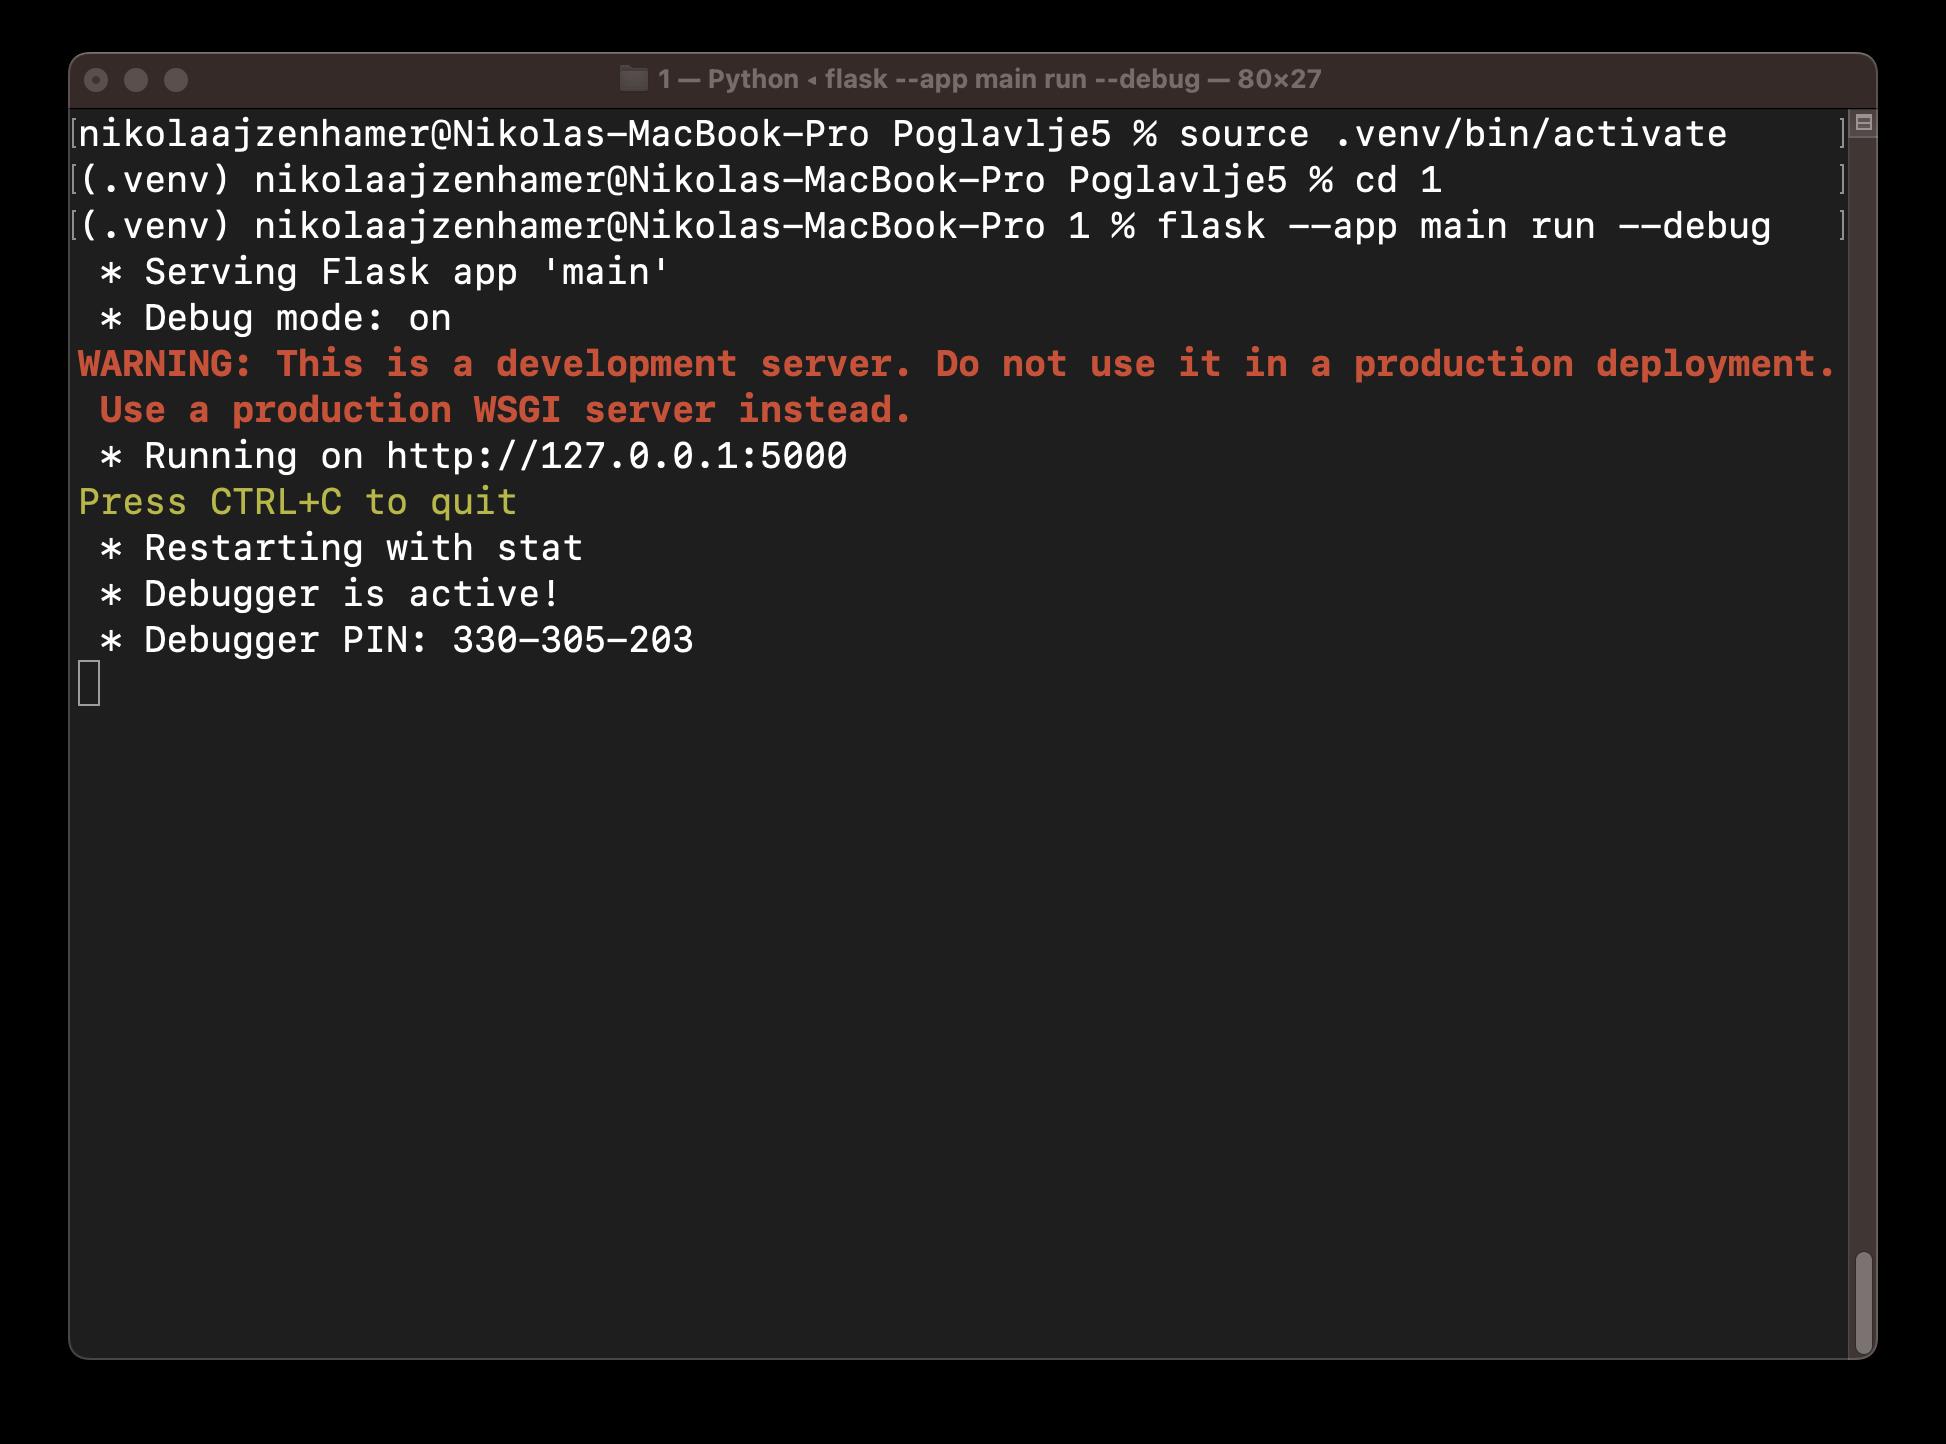 1 — Python ◂ flask --app main run --debug — 80×27
nikolaajzenhamer@Nikolas-MacBook-Pro Poglavlje5 % source .venv/bin/activate
(.venv) nikolaajzenhamer@Nikolas-MacBook-Pro Poglavlje5 % cd 1
(.venv) nikolaajzenhamer@Nikolas-MacBook-Pro 1 % flask --app main run --debug
 * Serving Flask app 'main'
 * Debug mode: on
WARNING: This is a development server. Do not use it in a production deployment.
 Use a production WSGI server instead.
 * Running on http://127.0.0.1:5000
Press CTRL+C to quit
 * Restarting with stat
 * Debugger is active!
 * Debugger PIN: 330-305-203